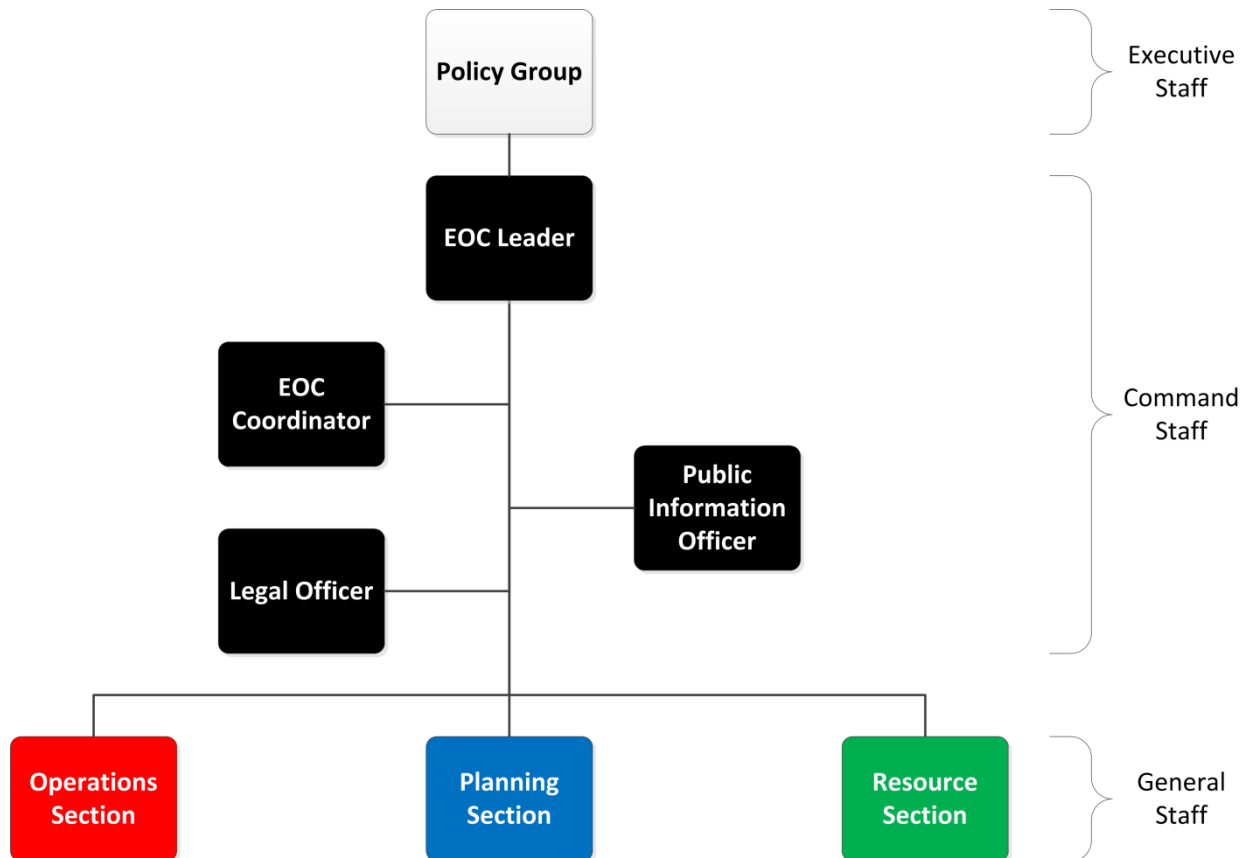 Policy Group
Executive
Staff
EOC Leader
EOC
Coordinator
Command
Staff
Public
Information
Officer
Legal Officer
Operations
Section
Planning
Section
Resource
Section
General
Staff